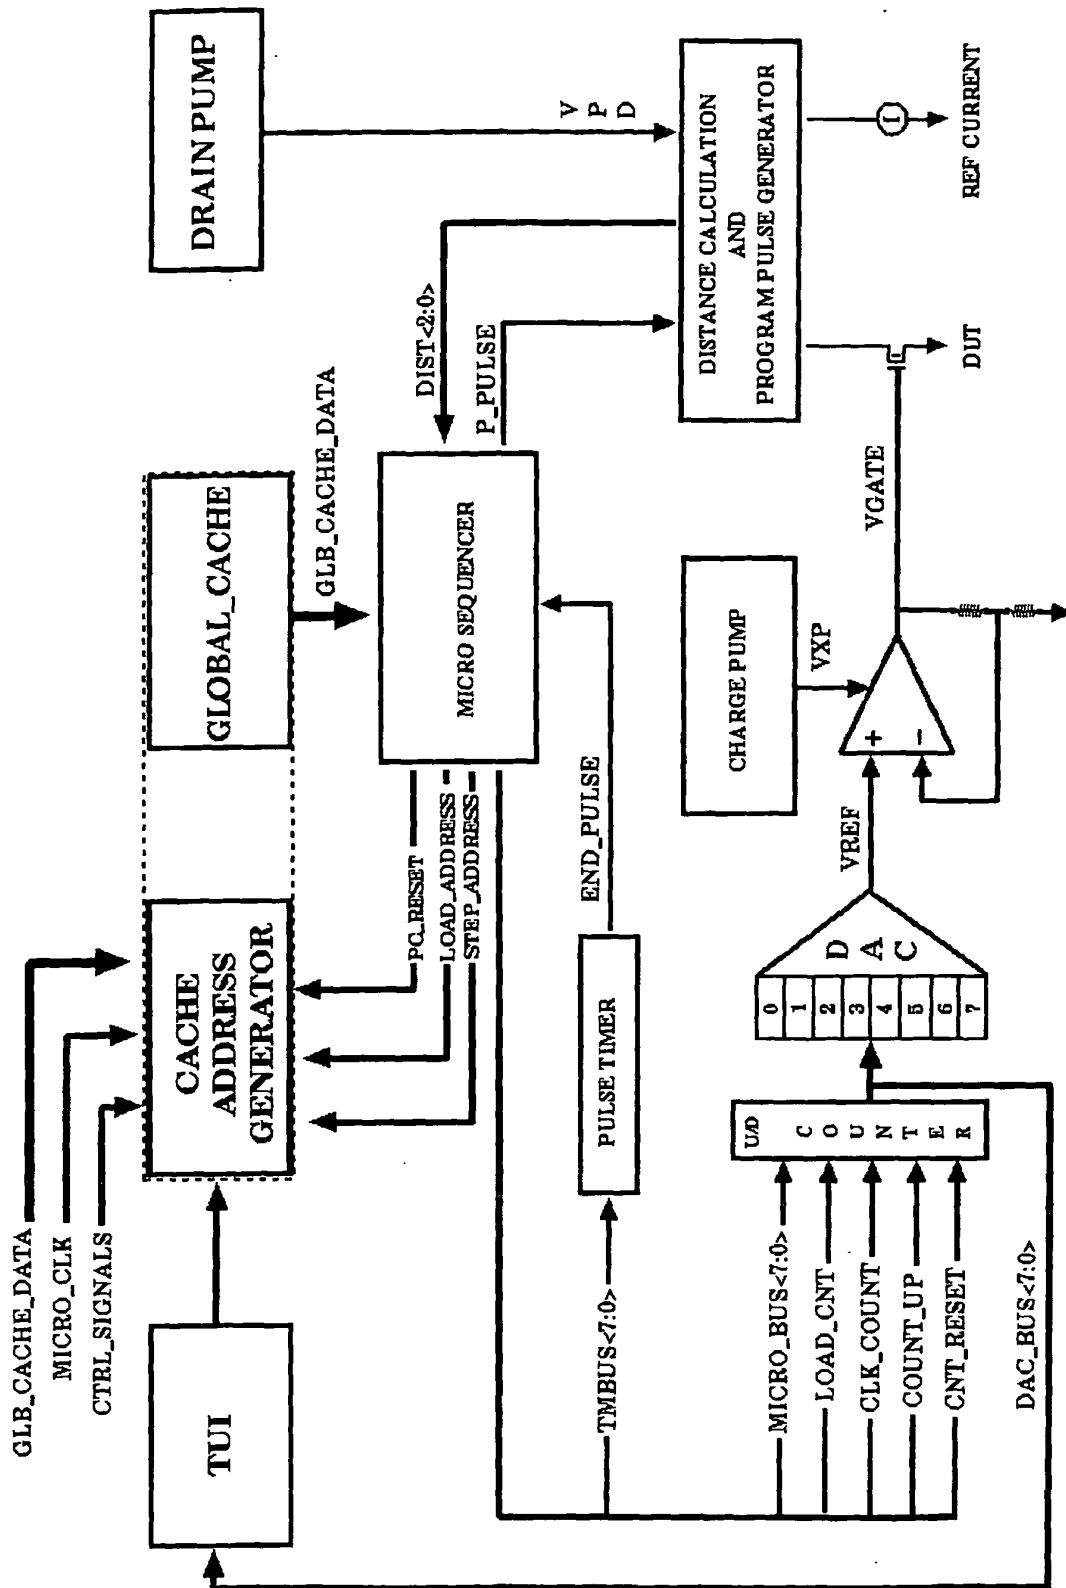 GLB_CACHE_DATA
MICRO_CLK
CTRL_SIGNALS
TUI
CACHE
ADDRESS
GENERATOR
GLOBAL_CACHE
DRAIN PUMP
GLB_CACHE_DATA
PC_RESET
LOAD_ADDRESS
STEP_ADDRESS
MICRO SEQUENCER
DIST<2:0>
P_PULSE
V
P
D
TMBUS<7:0>
PULSE TIMER
END_PULSE
DISTANCE CALCULATION
AND
PROGRAM PULSE GENERATOR
CHARGE PUMP
VXP
MICRO_BUS<7:0>
LOAD_CNT
CLK_COUNT
COUNT_UP
CNT_RESET
U/D
C
O
U
N
T
E
R
0
1
2
3
4
5
6
7
D
A
C
VREF
+
−
VGATE
I
DUT
REF CURRENT
DAC_BUS<7:0>